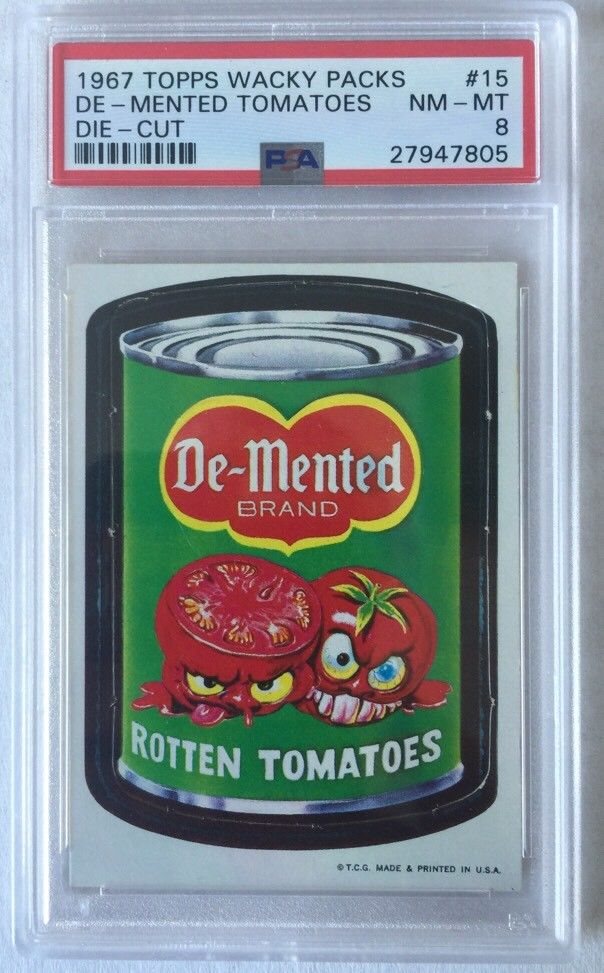 1967 TOPPS WACKY PACKS #15
DE-MENTED TOMATOES NM-MT
DIE-CUT 8
PSA 27947805
De-Mented
BRAND
ROTTEN TOMATOES
© T.C.G. MADE & PRINTED IN U.S.A.